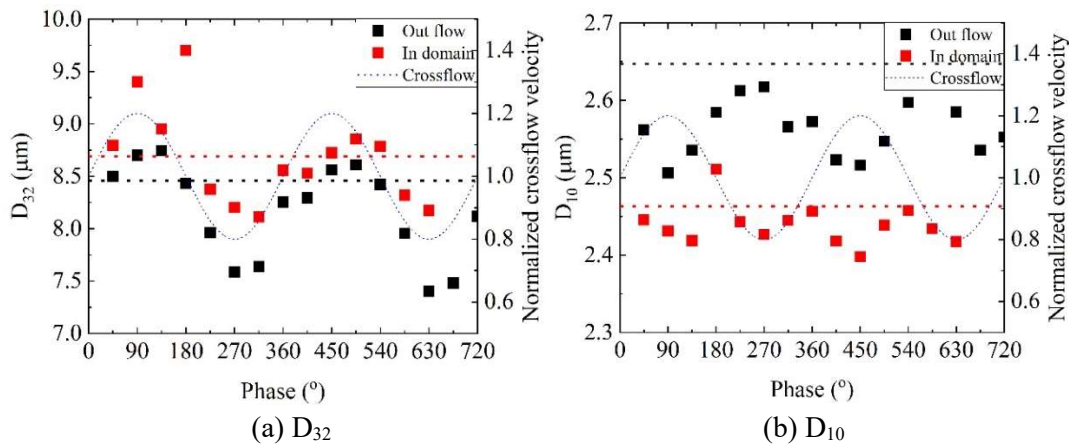 10.0
9.5
9.0
8.5
8.0
7.5
7.0
D32 (μm)
0 90 180 270 360 450 540 630 720
Phase (º)
1.4
1.2
1.0
0.8
0.6
Normalized crossflow velocity
Out flow
In domain
Crossflow
(a) D32
2.7
2.6
2.5
2.4
2.3
D10 (μm)
0 90 180 270 360 450 540 630 720
Phase (º)
1.4
1.2
1.0
0.8
0.6
Normalized crossflow velocity
Out flow
In domain
Crossflow
(b) D10